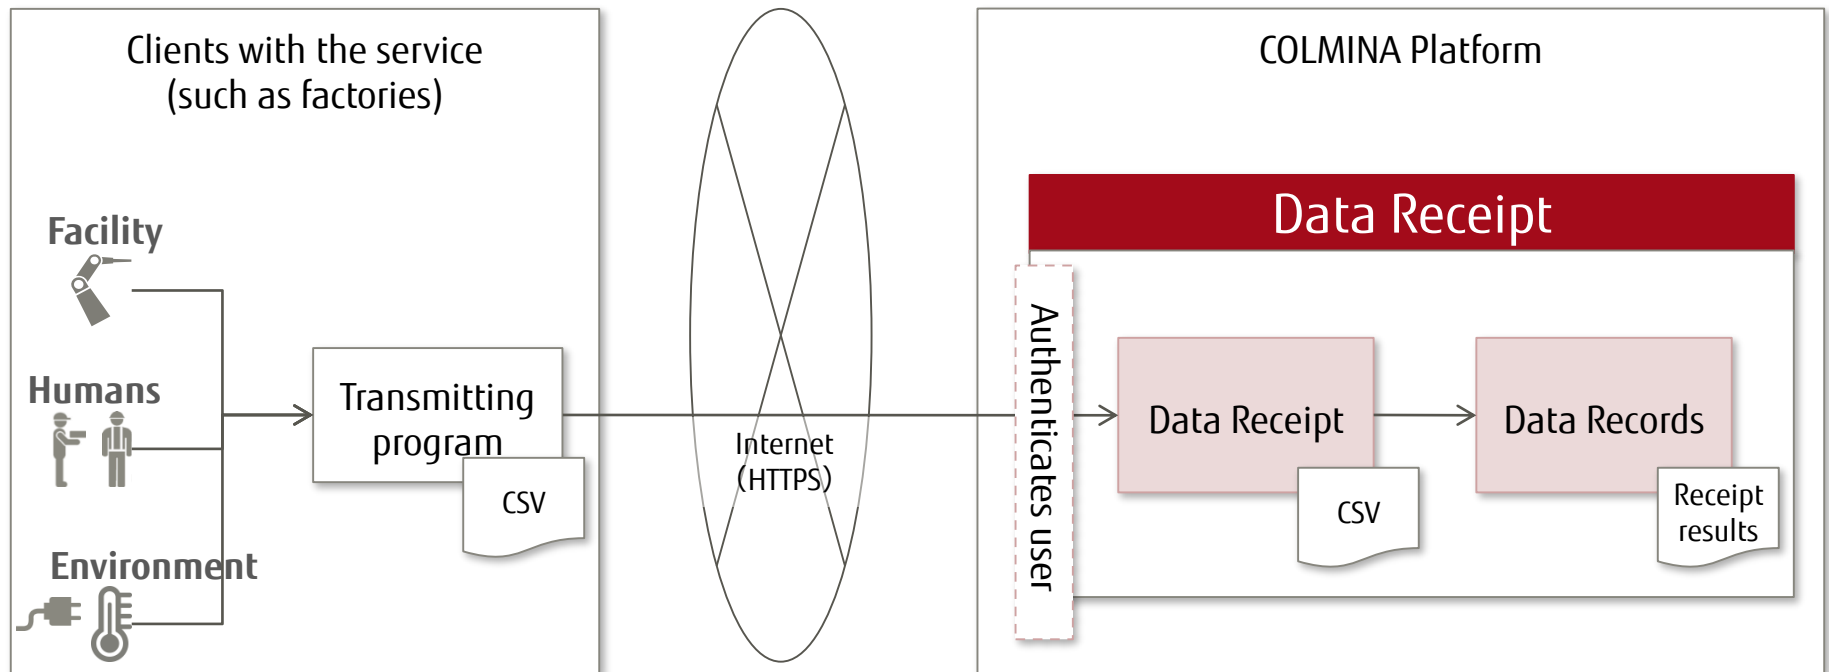 Clients with the service
(such as factories)
Facility
Humans
Environment
Transmitting
program
CSV
Internet
(HTTPS)
COLMINA Platform
Data Receipt
Authenticates user
Data Receipt
CSV
Data Records
Receipt
results